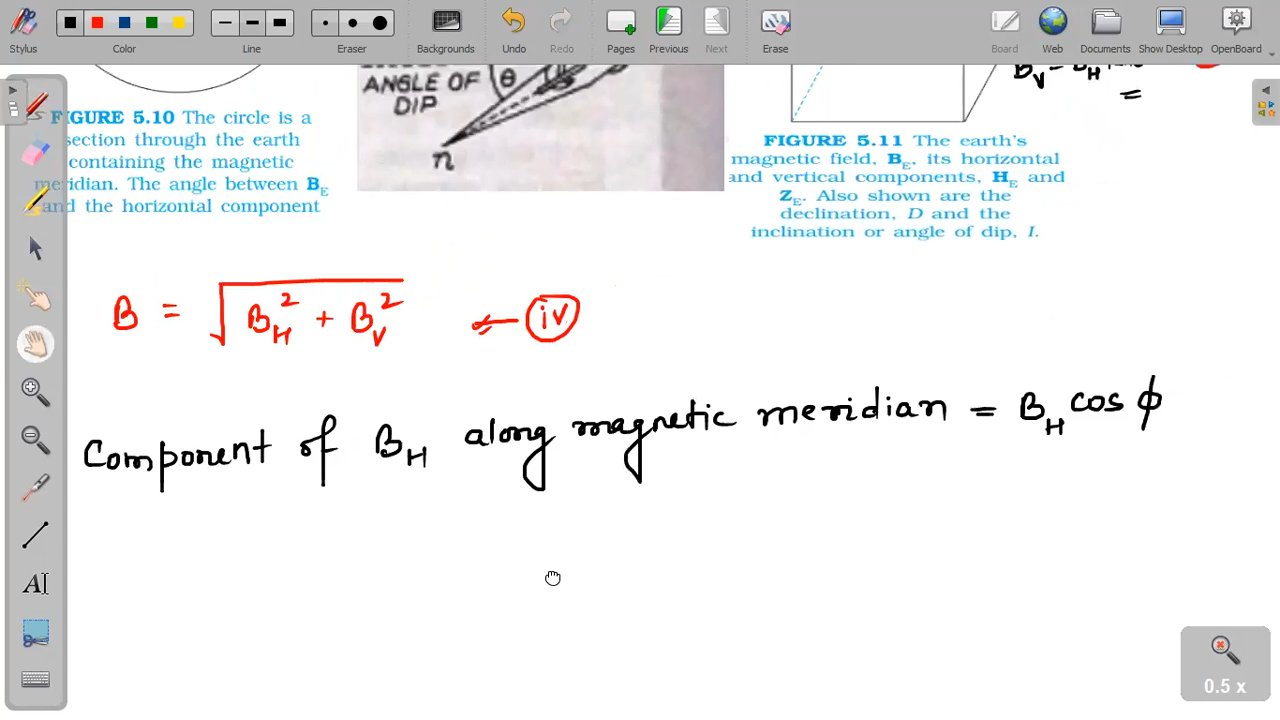 Stylus
Color
Line
Eraser
Backgrounds
Undo
Redo
Pages
Previous
Next
Erase
Board
Web
Documents
Show Desktop
OpenBoard
ANGLE OF
DIP
θ
n
FIGURE 5.10 The circle is a
section through the earth
containing the magnetic
meridian. The angle between B_E
and the horizontal component
B_V = B_H
=
FIGURE 5.11 The earth's
magnetic field, B_E, its horizontal
and vertical components, H_E and
Z_E. Also shown are the
declination, D and the
inclination or angle of dip, I.
B = √(B_H² + B_V²) ← iv
Component of B_H along magnetic meridian = B_H cos ϕ
AI
0.5 x